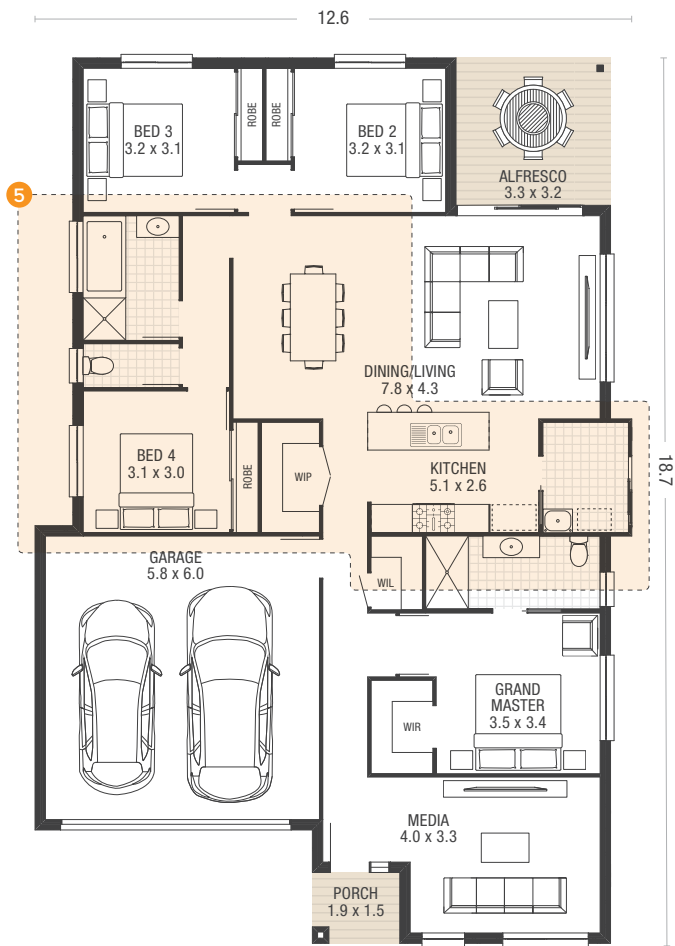 12.6
BED 3
3.2 x 3.1
ROBE
ROBE
BED 2
3.2 x 3.1
ALFRESCO
3.3 x 3.2
5
DINING/LIVING
7.8 x 4.3
BED 4
3.1 x 3.0
ROBE
WIP
KITCHEN
5.1 x 2.6
18.7
GARAGE
5.8 x 6.0
WIL
GRAND
MASTER
3.5 x 3.4
WIR
MEDIA
4.0 x 3.3
PORCH
1.9 x 1.5